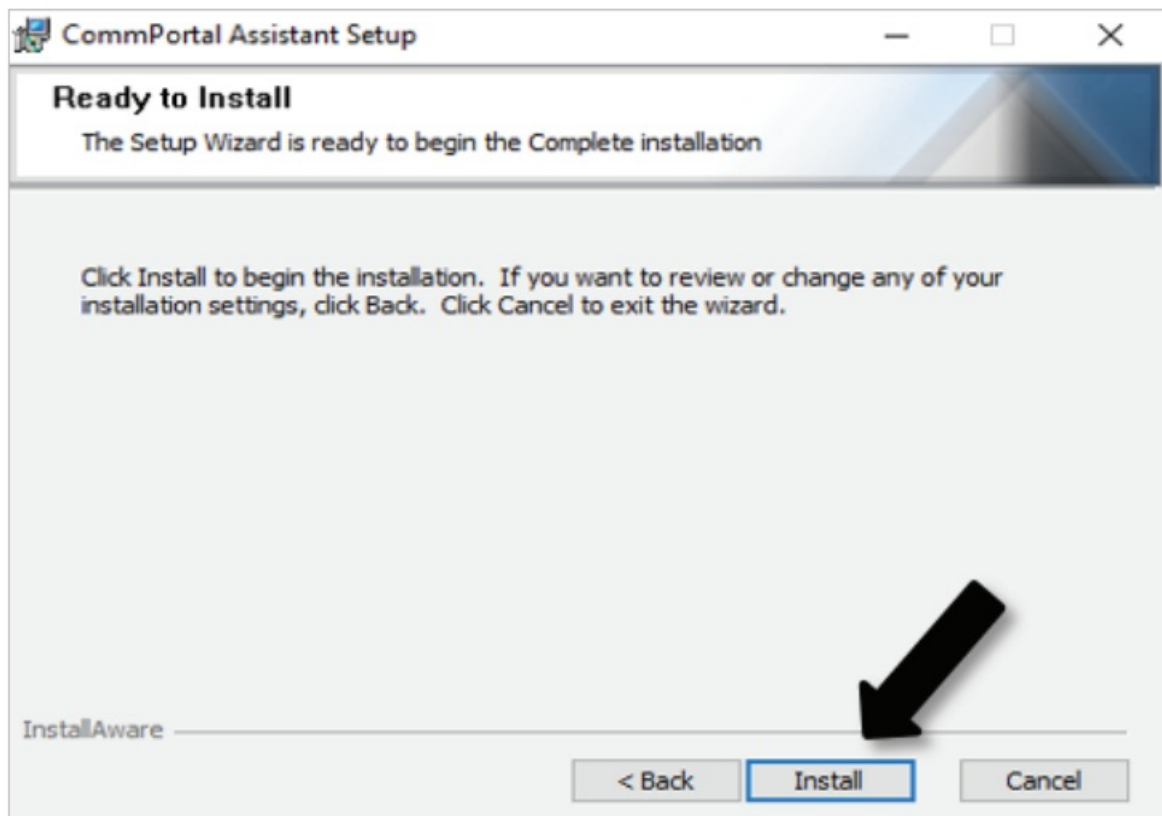 CommPortal Assistant Setup
Ready to Install
The Setup Wizard is ready to begin the Complete installation
Click Install to begin the installation.  If you want to review or change any of your
installation settings, click Back.  Click Cancel to exit the wizard.
InstallAware
< Back
Install
Cancel